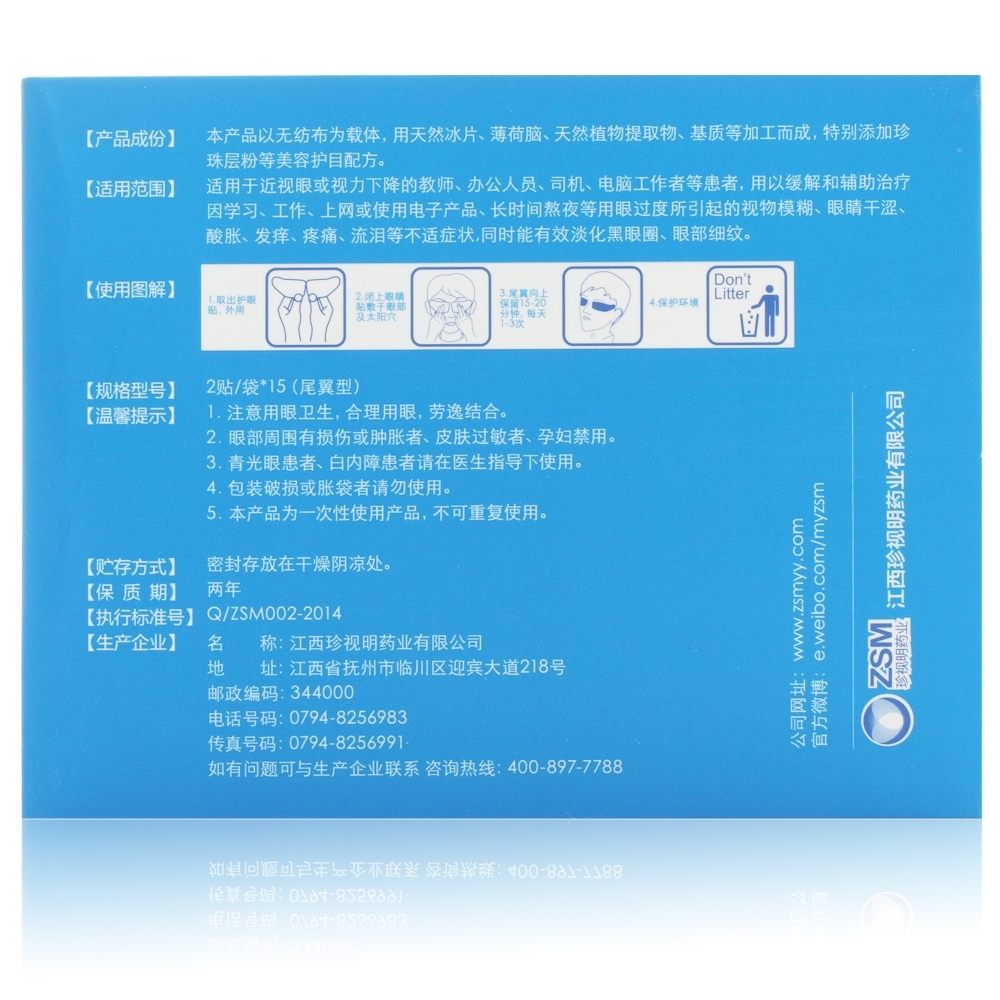 【产品成份】 本产品以无纺布为载体，用天然冰片、薄荷脑、天然植物提取物、基质等加工而成，特别添加珍
珠层粉等美容护目配方。
【适用范围】 适用于近视眼或视力下降的教师、办公人员、司机、电脑工作者等患者，用以缓解和辅助治疗
因学习、工作、上网或使用电子产品、长时间熬夜等用眼过度所引起的视物模糊、眼睛干涩、
酸胀、发痒、疼痛、流泪等不适症状，同时能有效淡化黑眼圈、眼部细纹。
【使用图解】
1.取出护眼
贴，外用
2.闭上眼睛
贴敷于眼部
及太阳穴
3.尾翼向上
保留15-20
分钟，每天
1-3次
4.保护环境
Don't
Litter
【规格型号】 2贴/袋*15（尾翼型）
【温馨提示】 1. 注意用眼卫生，合理用眼，劳逸结合。
2. 眼部周围有损伤或肿胀者、皮肤过敏者、孕妇禁用。
3. 青光眼患者、白内障患者请在医生指导下使用。
4. 包装破损或胀袋者请勿使用。
5. 本产品为一次性使用产品，不可重复使用。
【贮存方式】 密封存放在干燥阴凉处。
【保 质 期】 两年
【执行标准号】 Q/ZSM002-2014
【生产企业】 名 称: 江西珍视明药业有限公司
地 址: 江西省抚州市临川区迎宾大道218号
邮政编码: 344000
电话号码: 0794-8256983
传真号码: 0794-8256991
如有问题可与生产企业联系 咨询热线: 400-897-7788
公司网址: www.zsmyy.com
官方微博: e.weibo.com/myzsm
ZSM
珍视明药业
江西珍视明药业有限公司